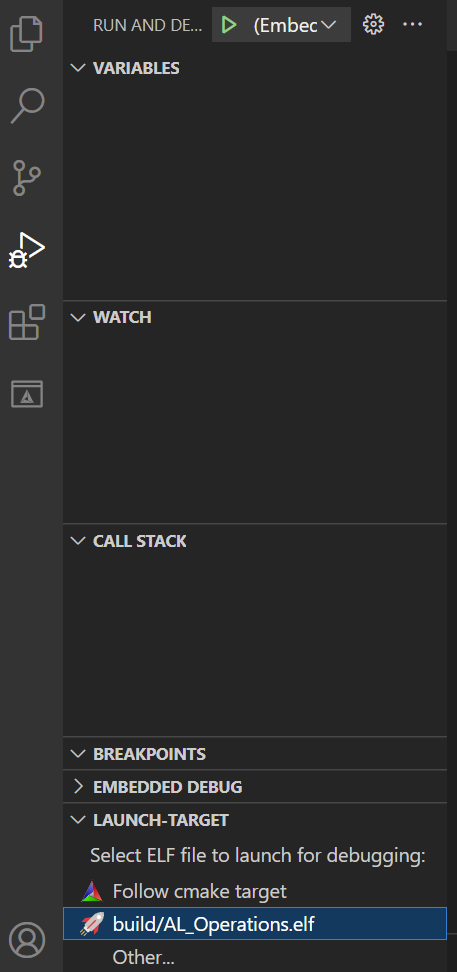 RUN AND DE... (Embec
VARIABLES
WATCH
CALL STACK
BREAKPOINTS
EMBEDDED DEBUG
LAUNCH-TARGET
Select ELF file to launch for debugging:
Follow cmake target
build/AL_Operations.elf
Other...